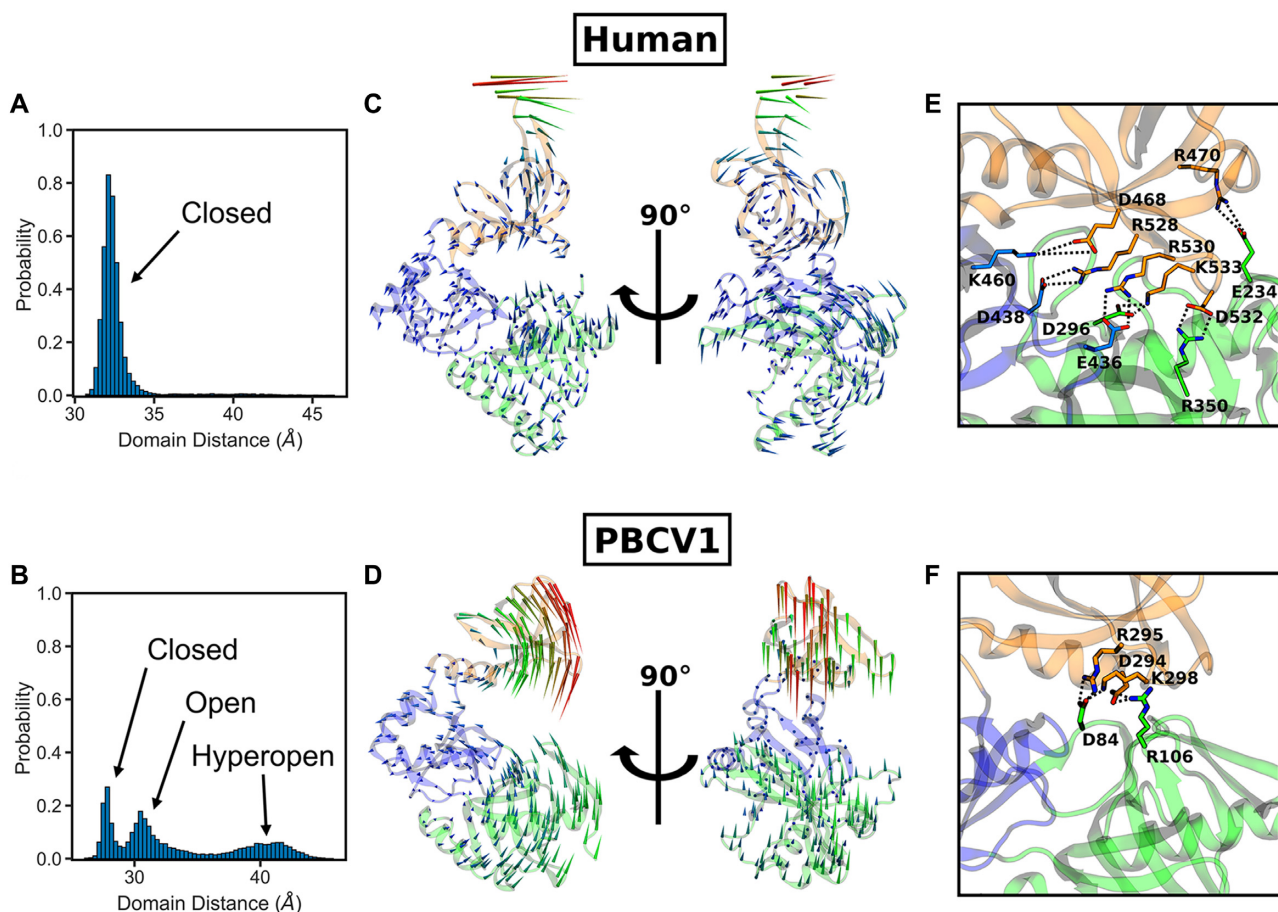 Human
A
C
E
1.0
0.8
0.6
0.4
0.2
0.0
Probability
Closed
30
35
40
45
Domain Distance (Å)
90°
R470
D468
R528
R530
K533
K460
E234
D438
D296
D532
E436
R350
PBCV1
B
D
F
1.0
0.8
0.6
0.4
0.2
0.0
Probability
Closed
Open
Hyperopen
30
40
Domain Distance (Å)
90°
R295
D294
K298
D84
R106